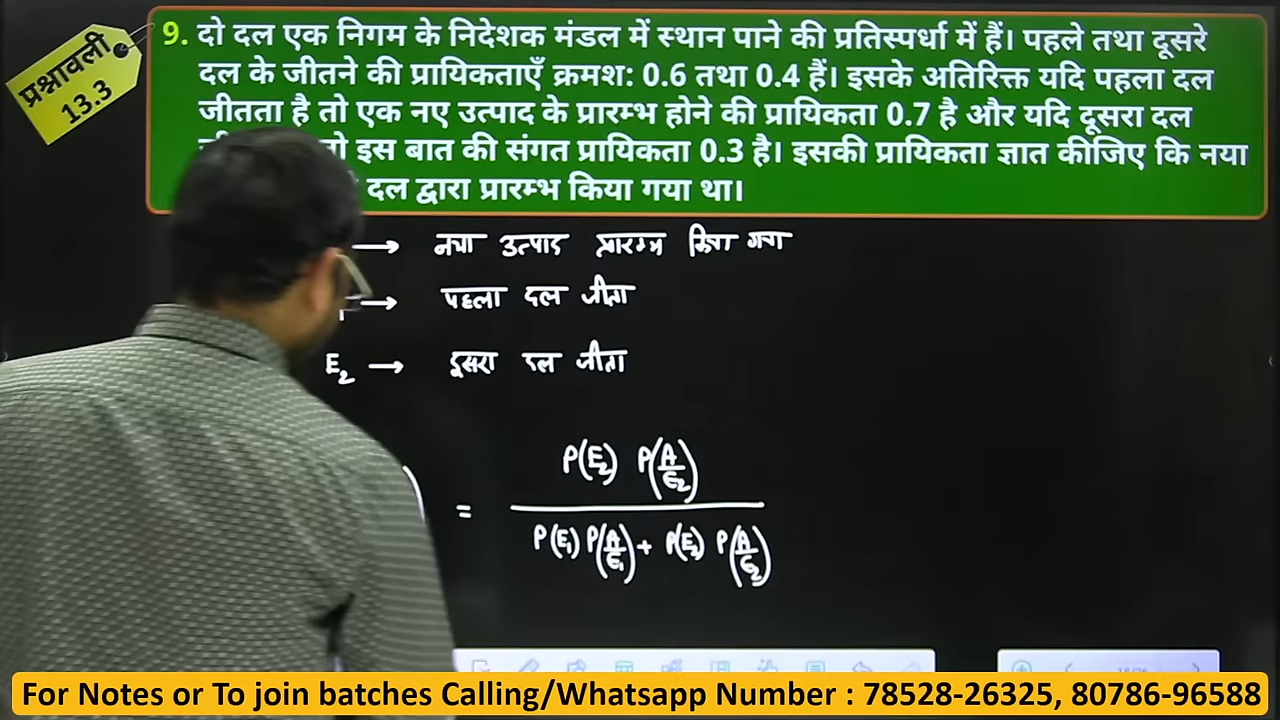 प्रश्नावली
13.3
9. दो दल एक निगम के निदेशक मंडल में स्थान पाने की प्रतिस्पर्धा में हैं। पहले तथा दूसरे
दल के जीतने की प्रायिकताएँ क्रमश: 0.6 तथा 0.4 हैं। इसके अतिरिक्त यदि पहला दल
जीतता है तो एक नए उत्पाद के प्रारम्भ होने की प्रायिकता 0.7 है और यदि दूसरा दल
तो इस बात की संगत प्रायिकता 0.3 है। इसकी प्रायिकता ज्ञात कीजिए कि नया
दल द्वारा प्रारम्भ किया गया था।
→ नया उत्पाद प्रारम्भ किया गया
→ पहला दल जीता
E₂ → दूसरा दल जीता
P(E₂) P(A/E₂)
=
P(E₁) P(A/E₁) + P(E₂) P(A/E₂)
For Notes or To join batches Calling/Whatsapp Number : 78528-26325, 80786-96588